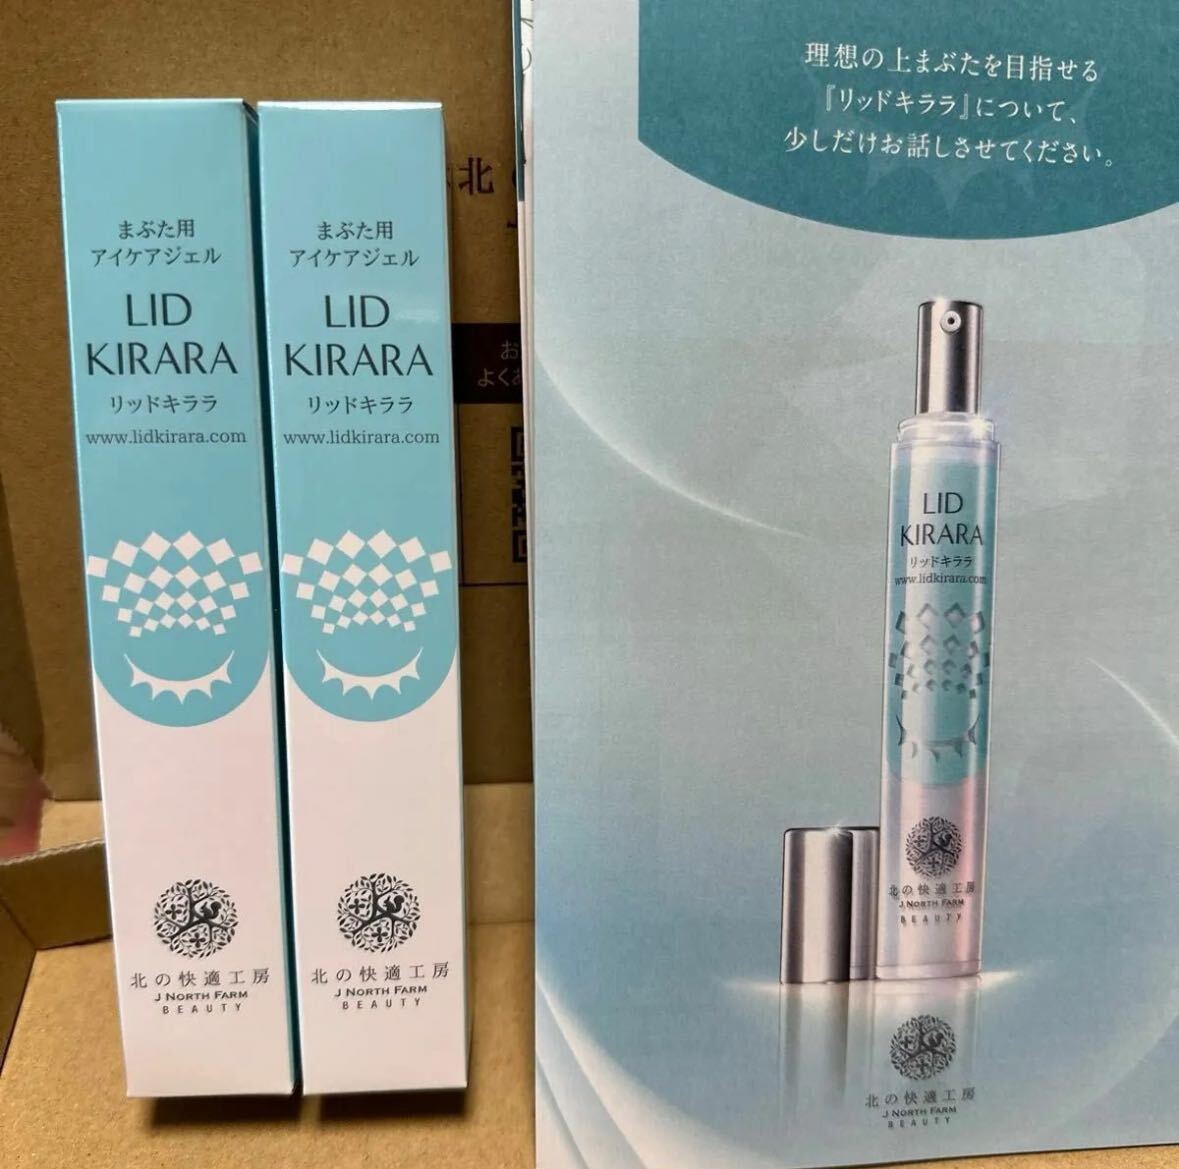 まぶた用
アイケアジェル
LID
KIRARA
リッドキララ
www.lidkirara.com
北の快適工房
J NORTH FARM
BEAUTY
まぶた用
アイケアジェル
LID
KIRARA
リッドキララ
www.lidkirara.com
北の快適工房
J NORTH FARM
BEAUTY
北
お
よく
理想の上まぶたを目指せる
『リッドキララ』について、
少しだけお話しさせてください。
LID
KIRARA
リッドキララ
www.lidkirara.com
北の快適工房
J NORTH FARM
BEAUTY
北の快適工房
J NORTH FARM
BEAUTY